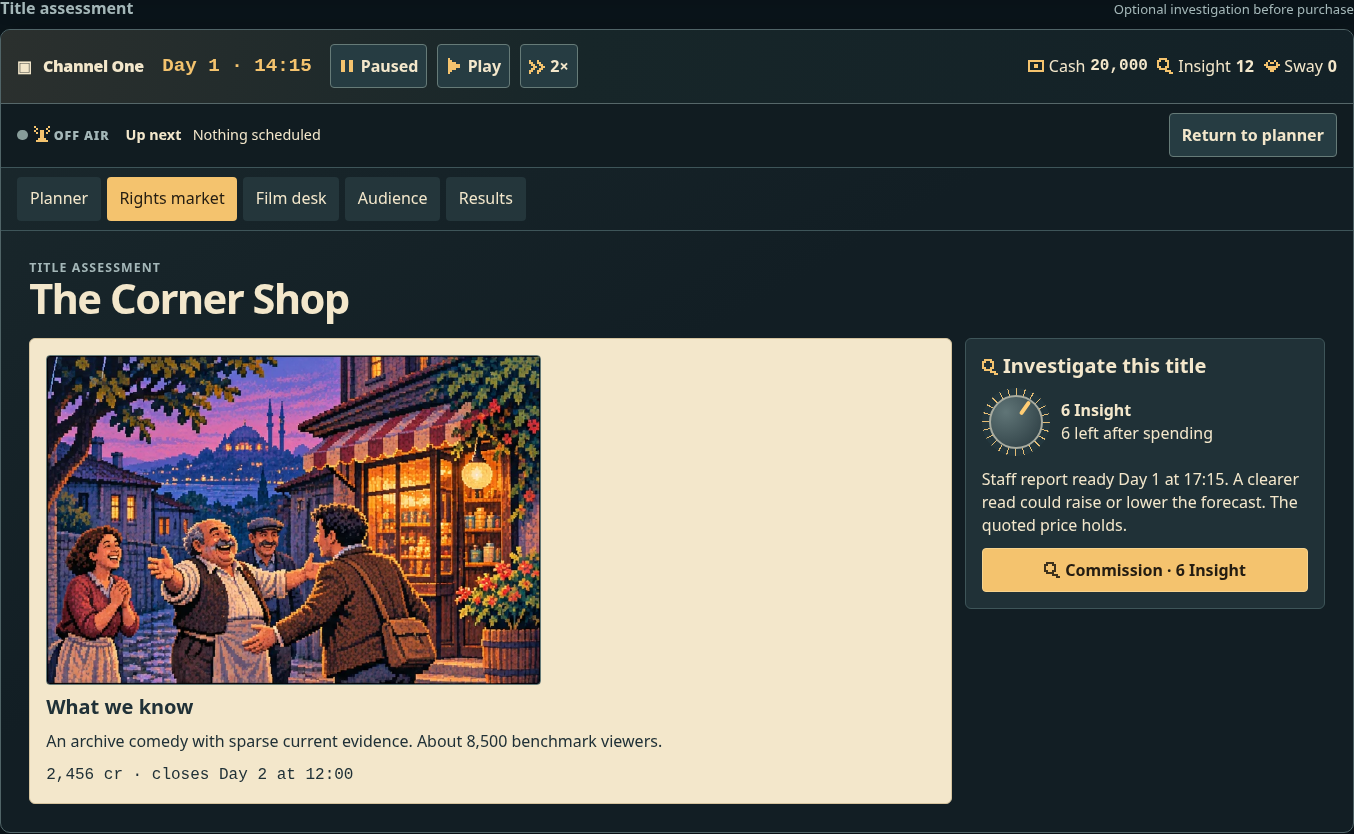 Title assessment
Optional investigation before purchase
Channel One
Day 1 · 14:15
Paused
Play
2×
Cash 20,000
Insight 12
Sway 0
OFF AIR
Up next Nothing scheduled
Return to planner
Planner
Rights market
Film desk
Audience
Results
TITLE ASSESSMENT
The Corner Shop
What we know
An archive comedy with sparse current evidence. About 8,500 benchmark viewers.
2,456 cr · closes Day 2 at 12:00
Investigate this title
6 Insight
6 left after spending
Staff report ready Day 1 at 17:15. A clearer
read could raise or lower the forecast. The
quoted price holds.
Commission · 6 Insight